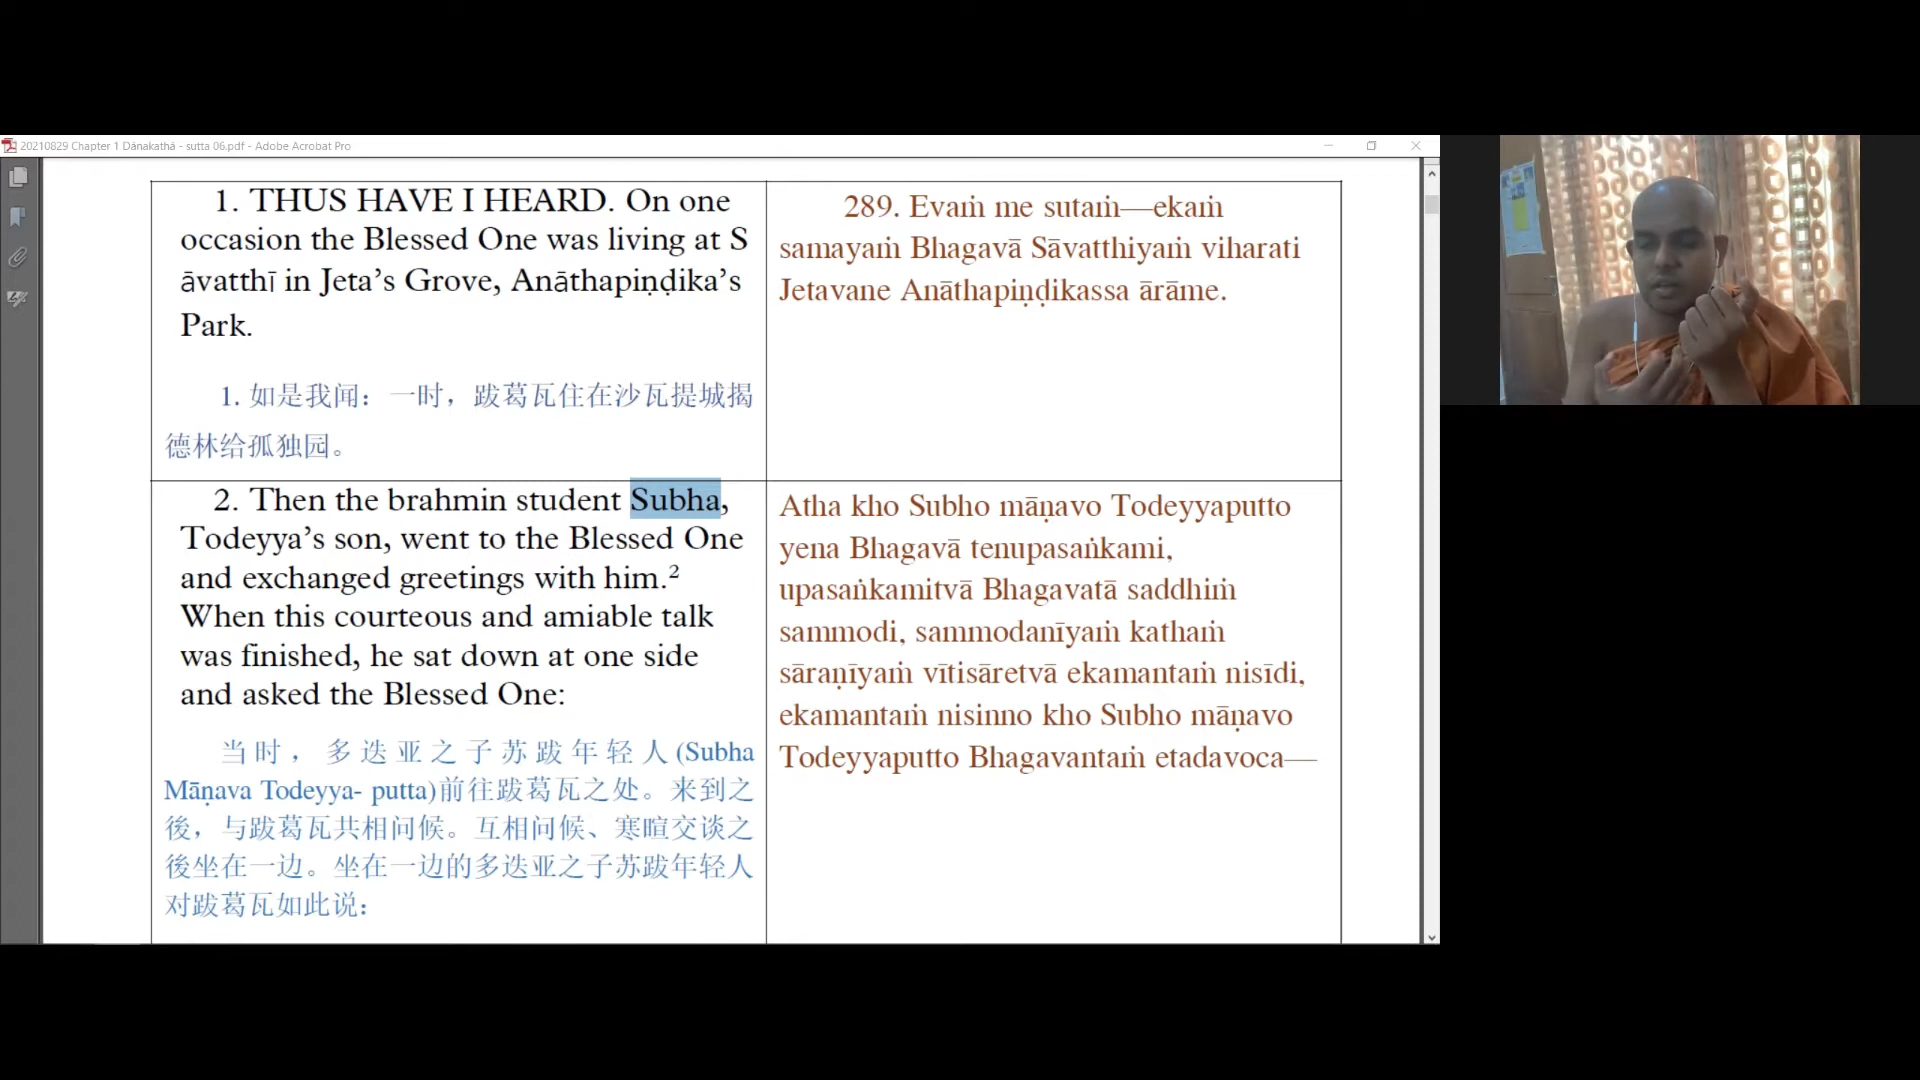 20210829 Chapter 1 Dānakathā - sutta 06.pdf - Adobe Acrobat Pro
1. THUS HAVE I HEARD. On one
occasion the Blessed One was living at S
āvatthī in Jeta’s Grove, Anāthapiṇḍika’s
Park.
1. 如是我闻：一时，跋葛瓦住在沙瓦提城揭
德林给孤独园。
289. Evaṁ me sutaṁ—ekaṁ
samayaṁ Bhagavā Sāvatthiyaṁ viharati
Jetavane Anāthapiṇḍikassa ārāme.
2. Then the brahmin student Subha,
Todeyya’s son, went to the Blessed One
and exchanged greetings with him.²
When this courteous and amiable talk
was finished, he sat down at one side
and asked the Blessed One:
当时，多迭亚之子苏跋年轻人(Subha
Māṇava Todeyya- putta)前往跋葛瓦之处。来到之
後，与跋葛瓦共相问候。互相问候、寒暄交谈之
後坐在一边。坐在一边的多迭亚之子苏跋年轻人
对跋葛瓦如此说：
Atha kho Subho māṇavo Todeyyaputto
yena Bhagavā tenupasaṅkami,
upasaṅkamitvā Bhagavatā saddhiṁ
sammodi, sammodanīyaṁ kathaṁ
sāraṇīyaṁ vītisāretvā ekamantaṁ nisīdi,
ekamantaṁ nisinno kho Subho māṇavo
Todeyyaputto Bhagavantaṁ etadavoca—